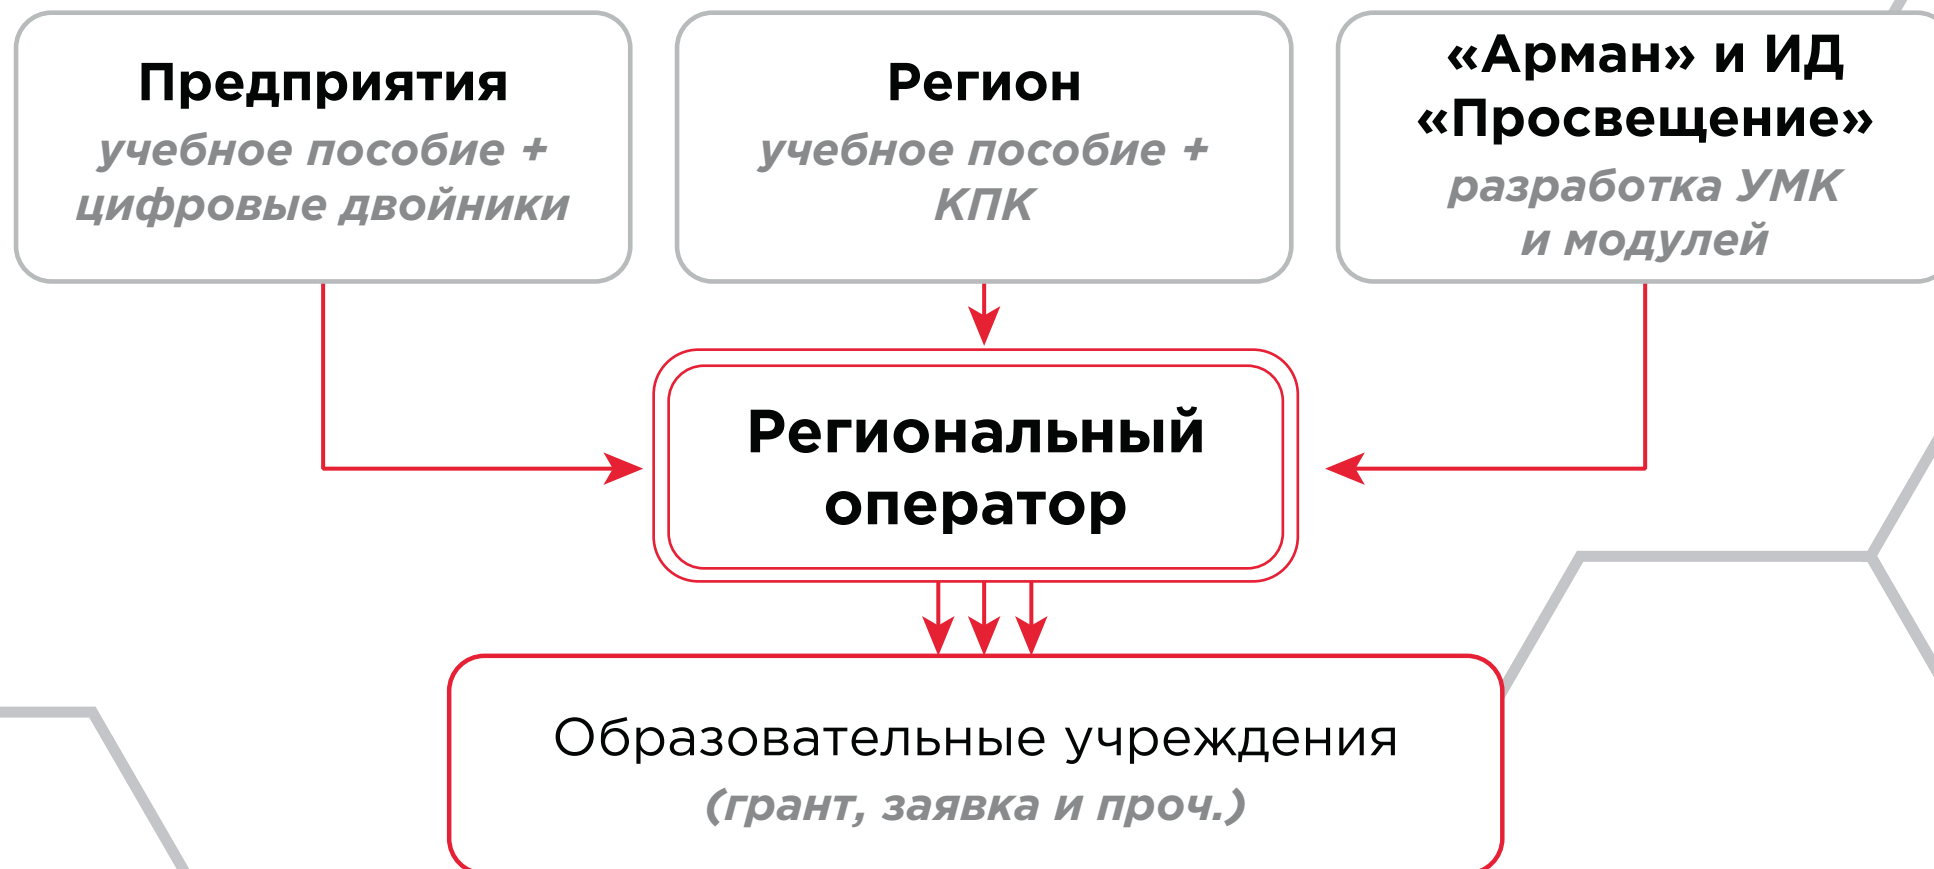 Предприятия
учебное пособие +
цифровые двойники
Регион
учебное пособие +
КПК
«Арман» и ИД
«Просвещение»
разработка УМК
и модулей
Региональный
оператор
Образовательные учреждения
(грант, заявка и проч.)